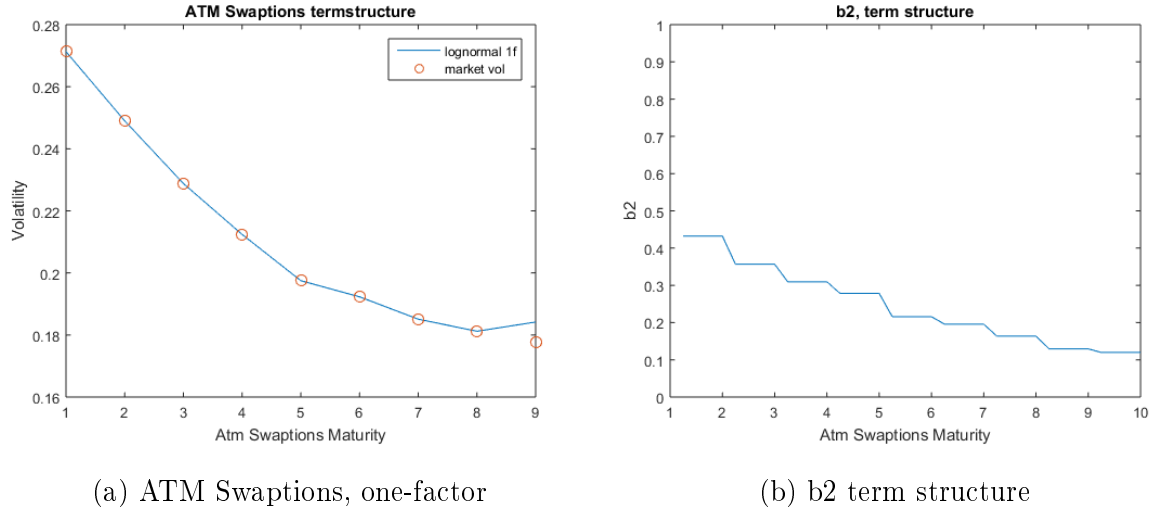 ATM Swaptions termstructure
0.28
0.26
0.24
0.22
0.2
0.18
0.16
Volatility
lognormal 1f
market vol
1 2 3 4 5 6 7 8 9
Atm Swaptions Maturity
(a) ATM Swaptions, one-factor
b2, term structure
1
0.9
0.8
0.7
0.6
0.5
0.4
0.3
0.2
0.1
0
b2
1 2 3 4 5 6 7 8 9 10
Atm Swaptions Maturity
(b) b2 term structure